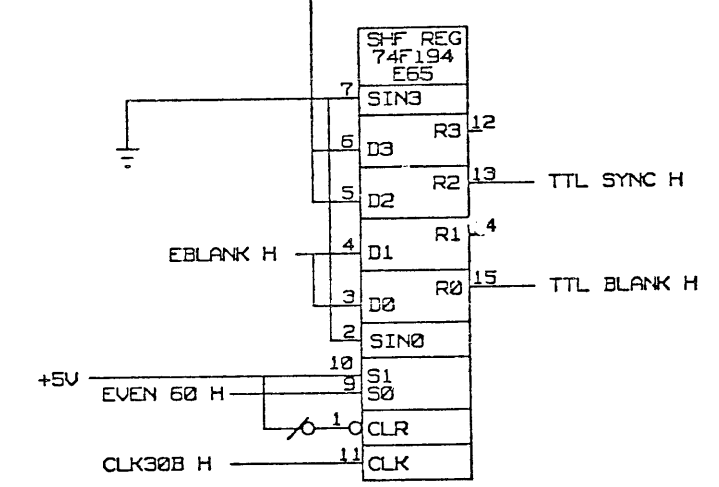 SHF REG
74F194
E65
7 SIN3
R3 12
6 D3
R2 13 TTL SYNC H
5 D2
R1 4
EBLANK H 4 D1
R0 15 TTL BLANK H
3 D0
2 SIN0
+5V 10 S1
EVEN 60 H 9 S0
1 CLR
CLK30B H 11 CLK